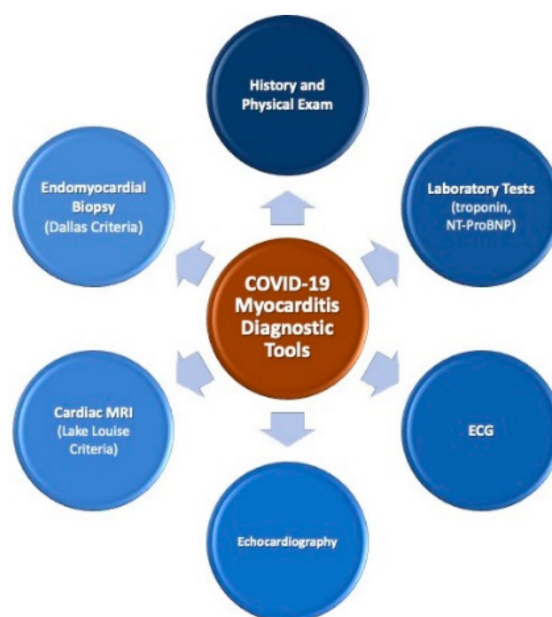 History and
Physical Exam
Endomyocardial
Biopsy
(Dallas Criteria)
Laboratory Tests
(troponin,
NT-ProBNP)
COVID-19
Myocarditis
Diagnostic
Tools
Cardiac MRI
(Lake Louise
Criteria)
ECG
Echocardiography